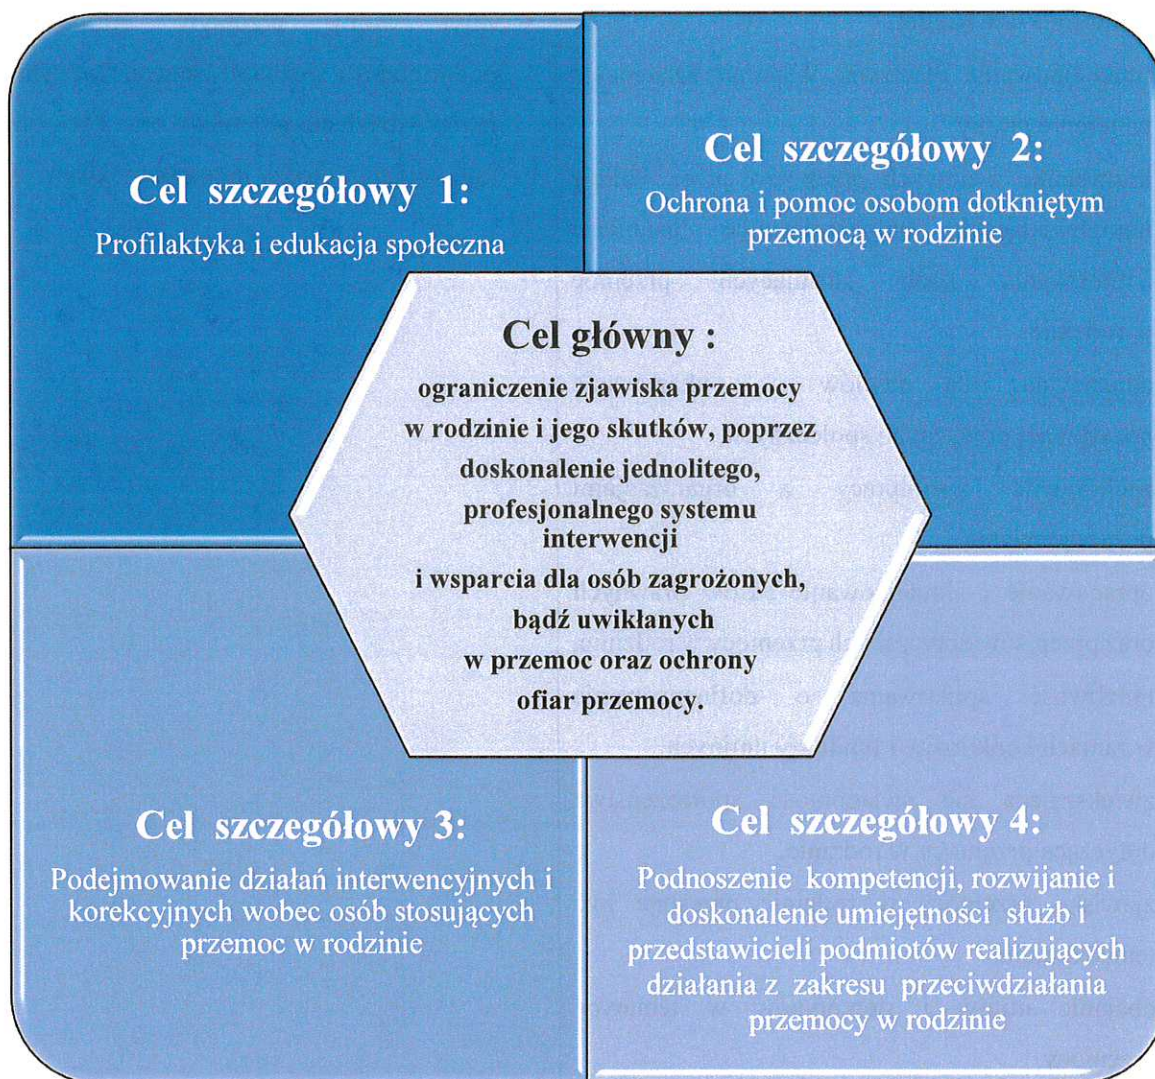 Cel szczegółowy 1:
Profilaktyka i edukacja społeczna
Cel szczegółowy 2:
Ochrona i pomoc osobom dotkniętym
przemocą w rodzinie
Cel główny :
ograniczenie zjawiska przemocy
w rodzinie i jego skutków, poprzez
doskonalenie jednolitego,
profesjonalnego systemu
interwencji
i wsparcia dla osób zagrożonych,
bądź uwikłanych
w przemoc oraz ochrony
ofiar przemocy.
Cel szczegółowy 3:
Podejmowanie działań interwencyjnych i
korekcyjnych wobec osób stosujących
przemoc w rodzinie
Cel szczegółowy 4:
Podnoszenie kompetencji, rozwijanie i
doskonalenie umiejętności służb i
przedstawicieli podmiotów realizujących
działania z zakresu przeciwdziałania
przemocy w rodzinie